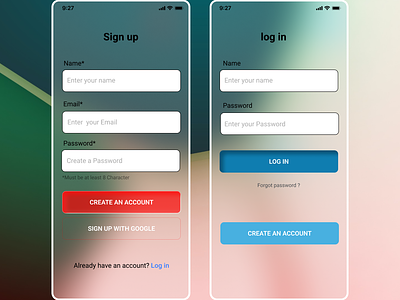 9:27
Sign up
Name*
Enter your name
Email*
Enter your Email
Password*
Create a Password
*Must be at least 8 Character
CREATE AN ACCOUNT
SIGN UP WITH GOOGLE
Already have an account? Log in
9:27
log in
Name
Enter your name
Password
Enter your Password
LOG IN
Forgot password ?
CREATE AN ACCOUNT